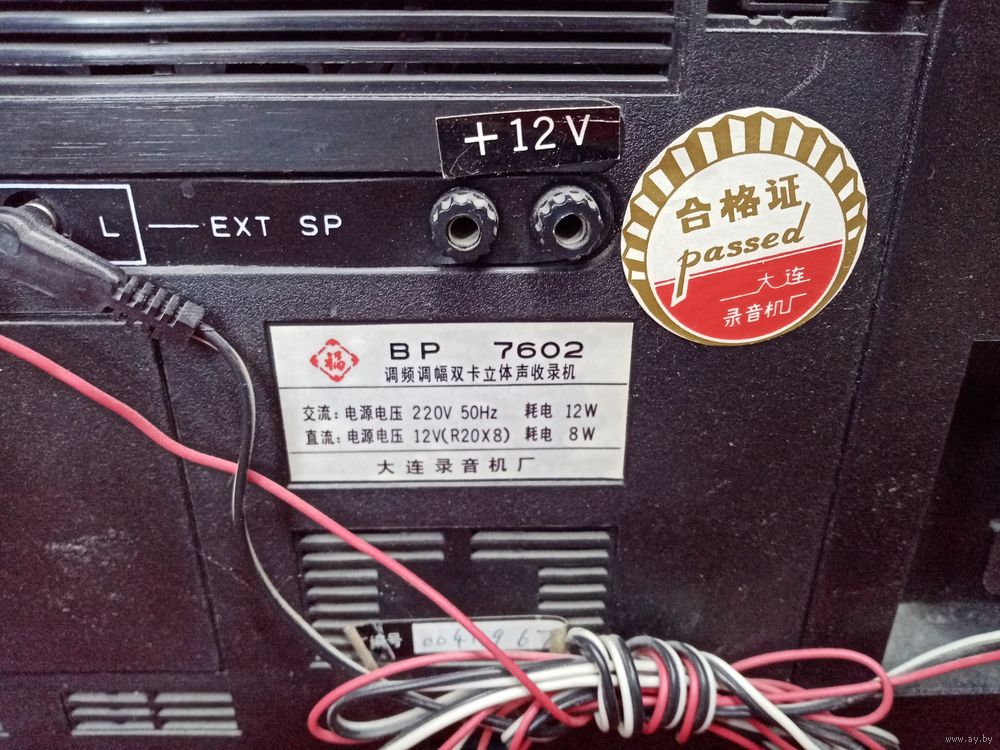 +12V
L — EXT SP
合格证
passed
大连
录音机厂
福
BP 7602
调频调幅双卡立体声收录机
交流: 电源电压 220V 50Hz 耗电 12W
直流: 电源电压 12V(R20X8) 耗电 8W
大连录音机厂
编号
www.ay.by